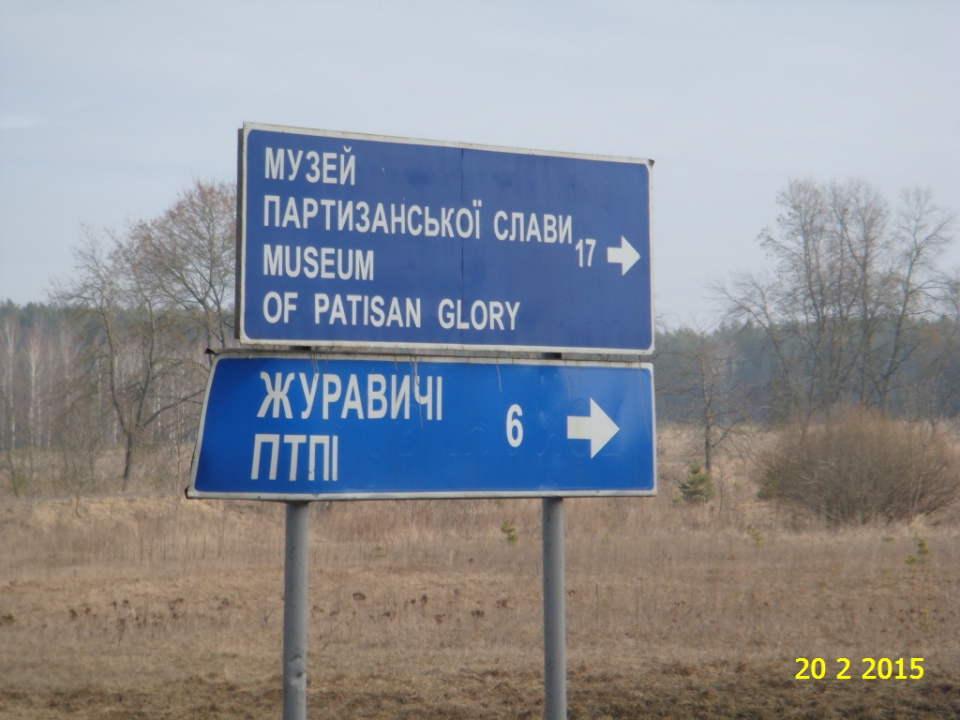 МУЗЕЙ
ПАРТИЗАНСЬКОЇ СЛАВИ 17
MUSEUM
OF PATISAN GLORY
ЖУРАВИЧІ 6
ПТПІ
20 2 2015